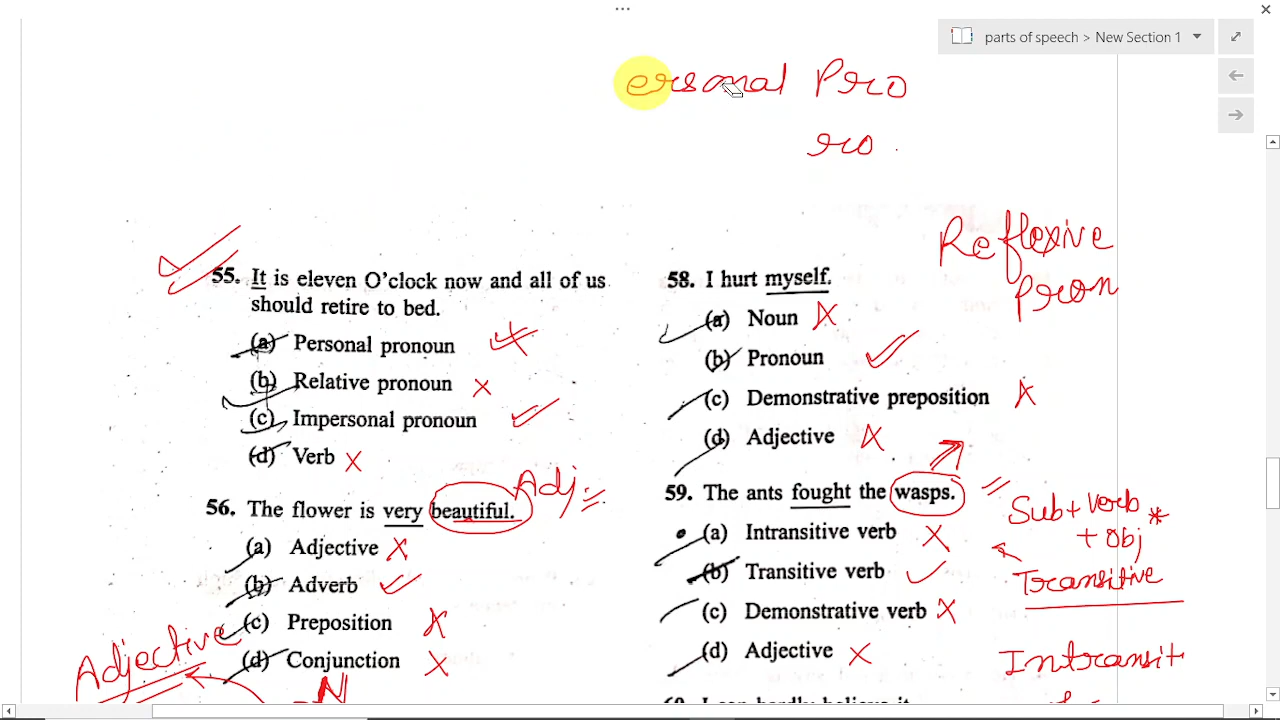 parts of speech > New Section 1
ersonal Pro
ro
55. It is eleven O'clock now and all of us
should retire to bed.
(a) Personal pronoun
(b) Relative pronoun
(c) Impersonal pronoun
(d) Verb
56. The flower is very beautiful. Adj
(a) Adjective
(b) Adverb
(c) Preposition
(d) Conjunction
Adjective
N
Reflexive
Pron
58. I hurt myself.
(a) Noun
(b) Pronoun
(c) Demonstrative preposition
(d) Adjective
59. The ants fought the wasps.
(a) Intransitive verb
(b) Transitive verb
(c) Demonstrative verb
(d) Adjective
Sub + verb *
+ Obj
Transitive
Intransit